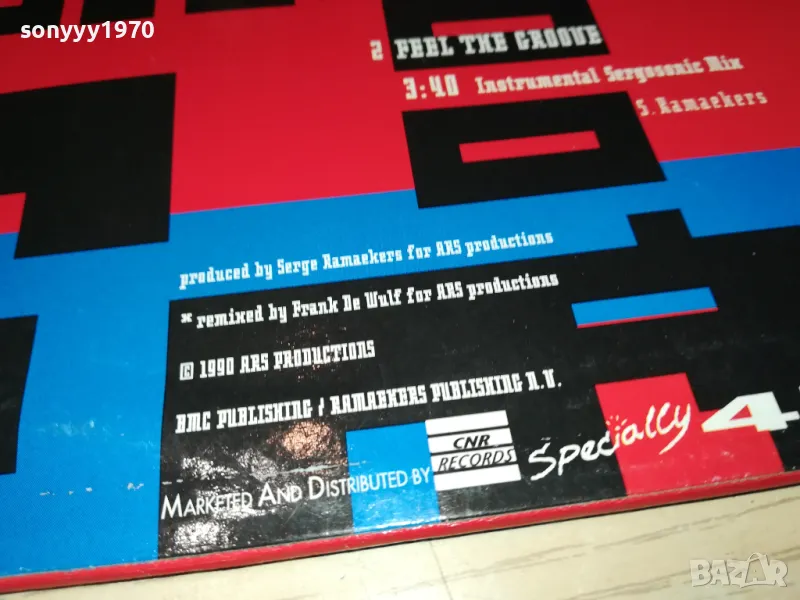 sonyyy1970
2 FEEL THE GROOVE
3:40 Instrumental Sergosonic Mix
S. Ramaekers
produced by Serge Ramaekers for ARS productions
* remixed by Frank De Wulf for ARS productions
© 1990 ARS PRODUCTIONS
BMC PUBLISHING / RAMAEKERS PUBLISHING N.V.
MARKETED AND DISTRIBUTED BY CNR RECORDS Specially 4
BAZAR